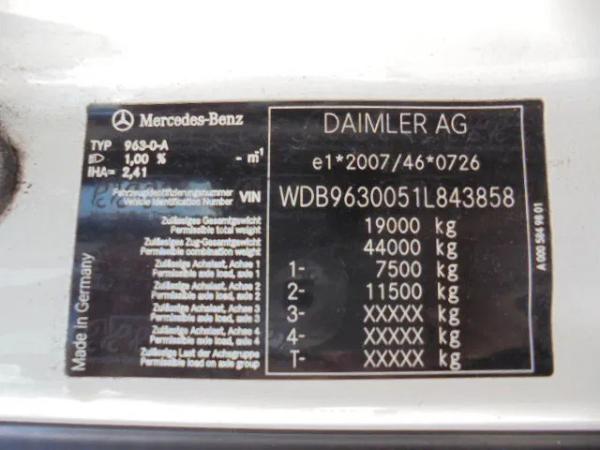 Mercedes-Benz
DAIMLER AG
TYP 963-0-A
1,00 % - m-1
e1*2007/46*0726
IHA= 2,41
Fahrzeugidentifizierungsnummer
Vehicle Identification Number VIN WDB9630051L843858
Zulässiges Gesamtgewicht
Permissible total weight 19000 kg
Zulässiges Zug-Gesamtgewicht
Permissible combination weight 44000 kg
Zulässige Achslast, Achse 1
Permissible axle load, axle 1 1- 7500 kg
Zulässige Achslast, Achse 2
Permissible axle load, axle 2 2- 11500 kg
Zulässige Achslast, Achse 3
Permissible axle load, axle 3 3- XXXXX kg
Zulässige Achslast, Achse 4
Permissible axle load, axle 4 4- XXXXX kg
Zulässige Last der Achsgruppe
Permissible load on axle group T- XXXXX kg
Made in Germany
A 000 584 98 01